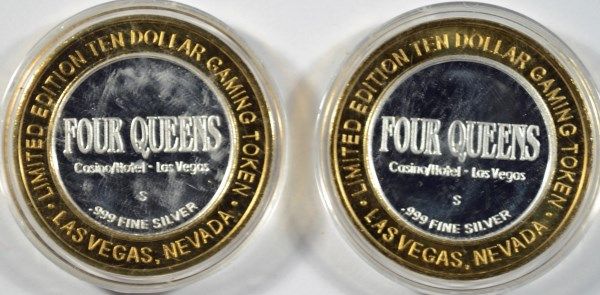 LIMITED EDITION TEN DOLLAR GAMING TOKEN
FOUR QUEENS
Casino/Hotel - Las Vegas
S
.999 FINE SILVER
LAS VEGAS, NEVADA
LIMITED EDITION TEN DOLLAR GAMING TOKEN
FOUR QUEENS
Casino/Hotel - Las Vegas
S
.999 FINE SILVER
LAS VEGAS, NEVADA